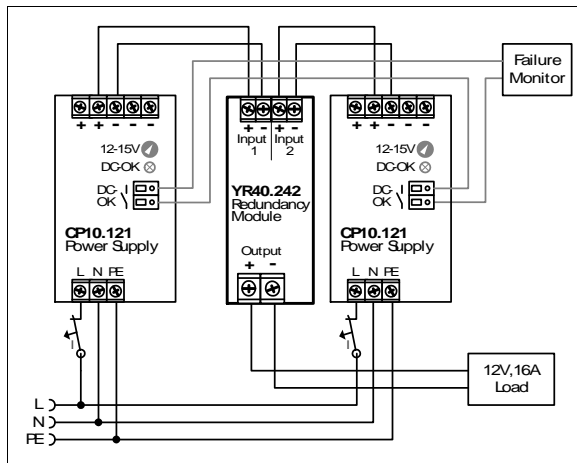 Failure
Monitor
+ + - - -
+ - + -
+ + - - -
Input
1
Input
2
12-15V
DC-OK
DC-
OK
CP10.121
Power Supply
L N PE
YR40.242
Redundancy
Module
Output
+ -
12-15V
DC-OK
DC-
OK
CP10.121
Power Supply
L N PE
I
I
12V,16A
Load
L
N
PE